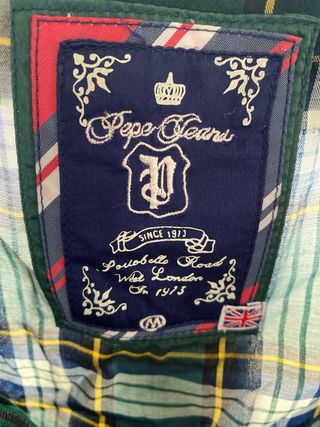 Pepe Jeans
P
SINCE 1973
Portobello Road
West London
In 1973
M